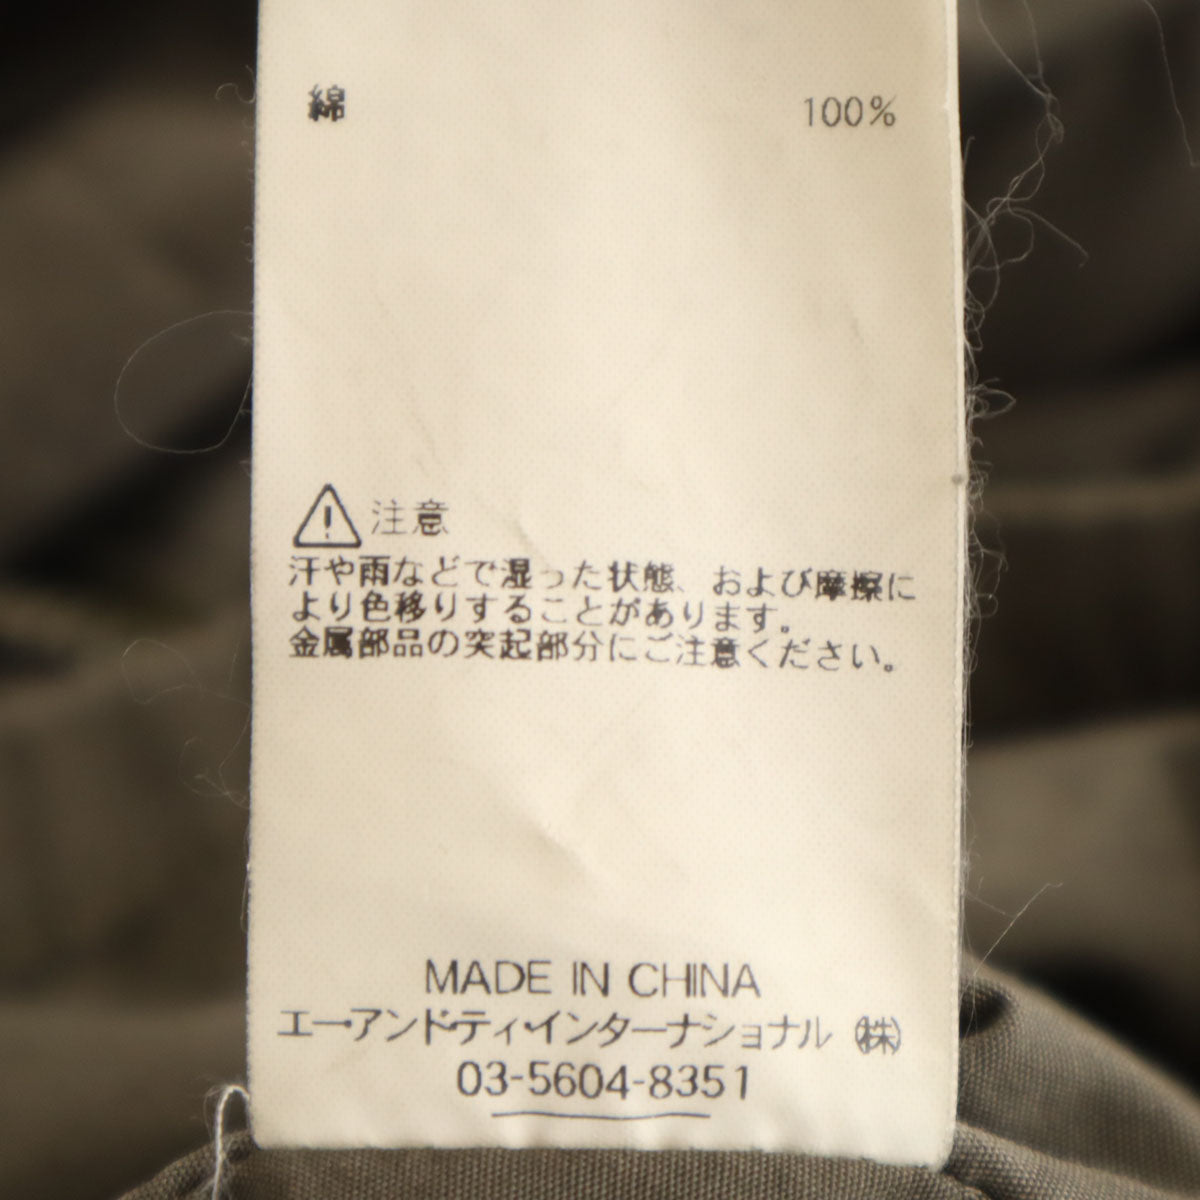 綿 100%
注意
汗や雨などで湿った状態、および摩擦に
より色移りすることがあります。
金属部品の突起部分にご注意ください。
MADE IN CHINA
エー・アンド・ティ・インターナショナル ㈱
03-5604-8351